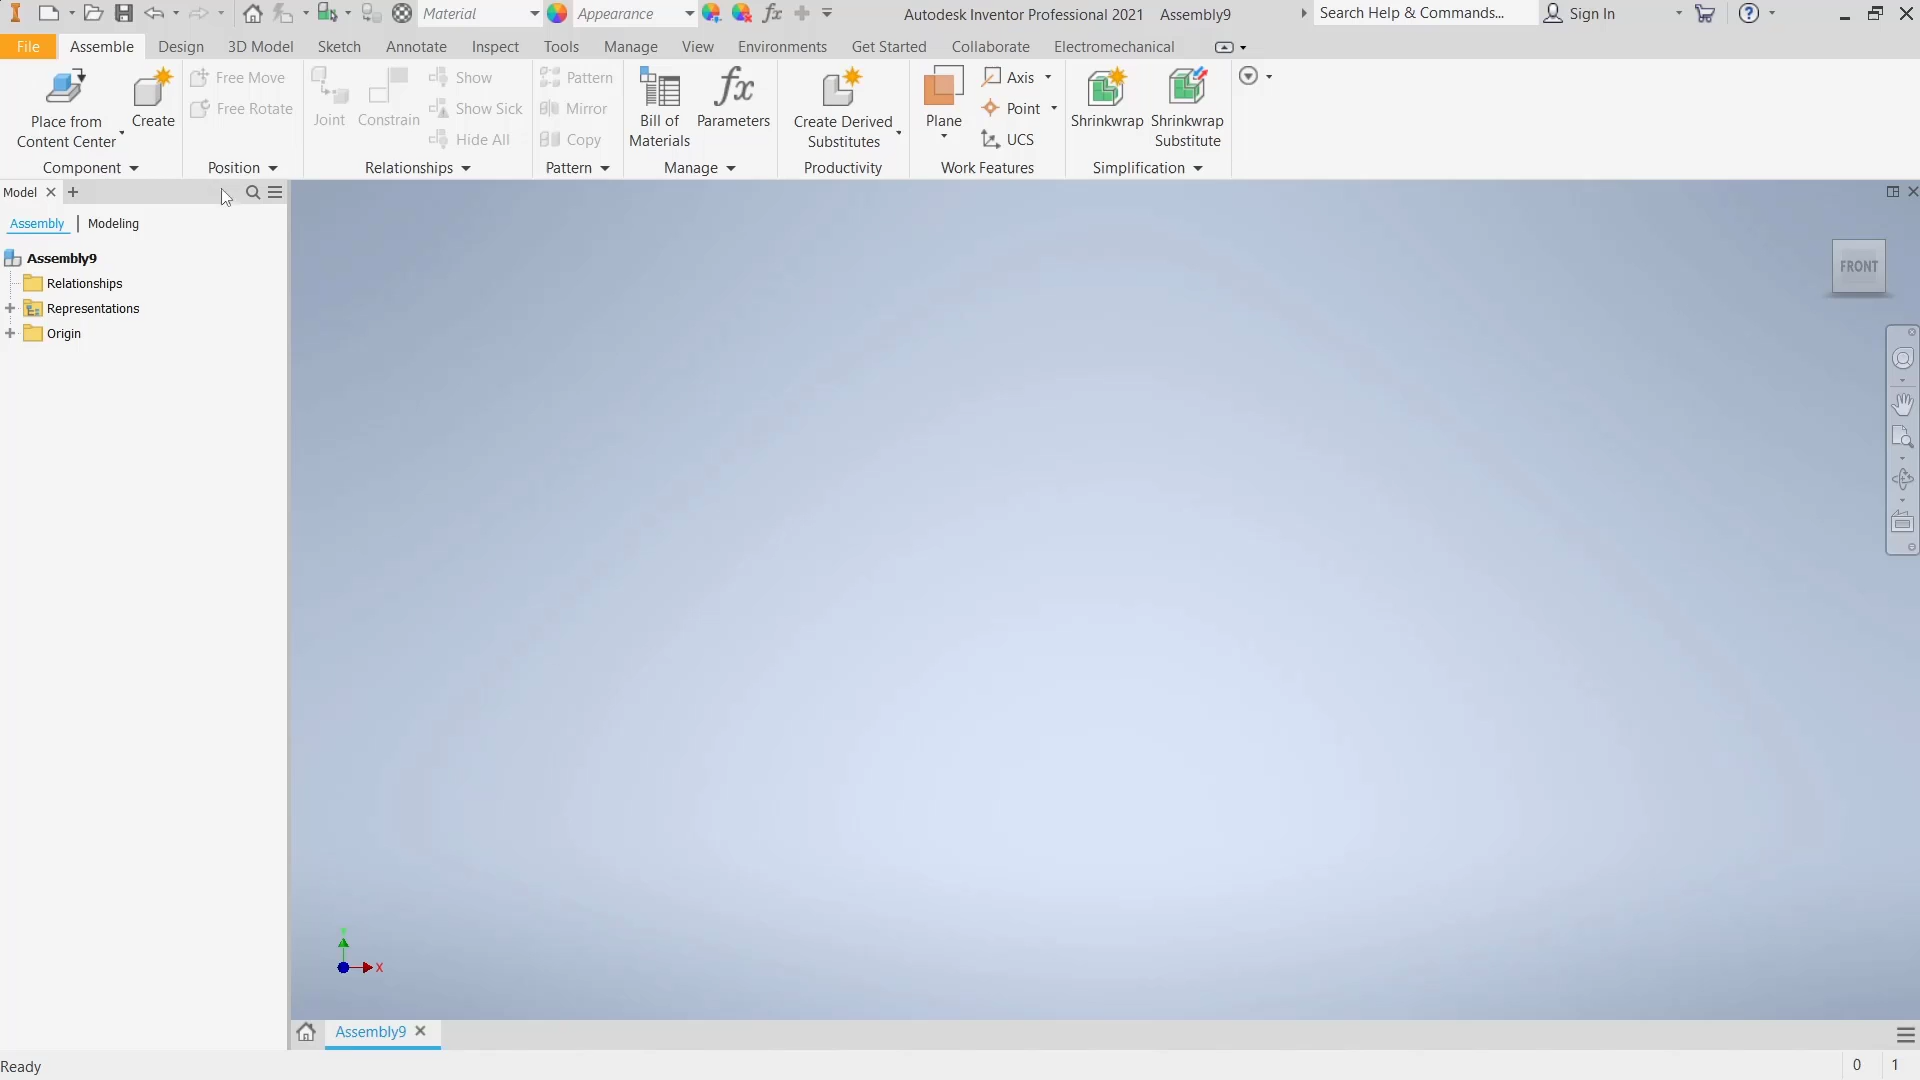 Material
Appearance
Autodesk Inventor Professional 2021 Assembly9
Search Help & Commands...
Sign In
File Assemble Design 3D Model Sketch Annotate Inspect Tools Manage View Environments Get Started Collaborate Electromechanical
Place from
Content Center
Create
Component
Free Move
Free Rotate
Position
Joint
Constrain
Show
Show Sick
Hide All
Relationships
Pattern
Mirror
Copy
Pattern
Bill of
Materials
fx
Parameters
Manage
Create Derived
Substitutes
Productivity
Plane
Axis
Point
UCS
Work Features
Shrinkwrap
Shrinkwrap
Substitute
Simplification
Model
Assembly | Modeling
Assembly9
Relationships
Representations
Origin
FRONT
X
Assembly9
Ready
0 1